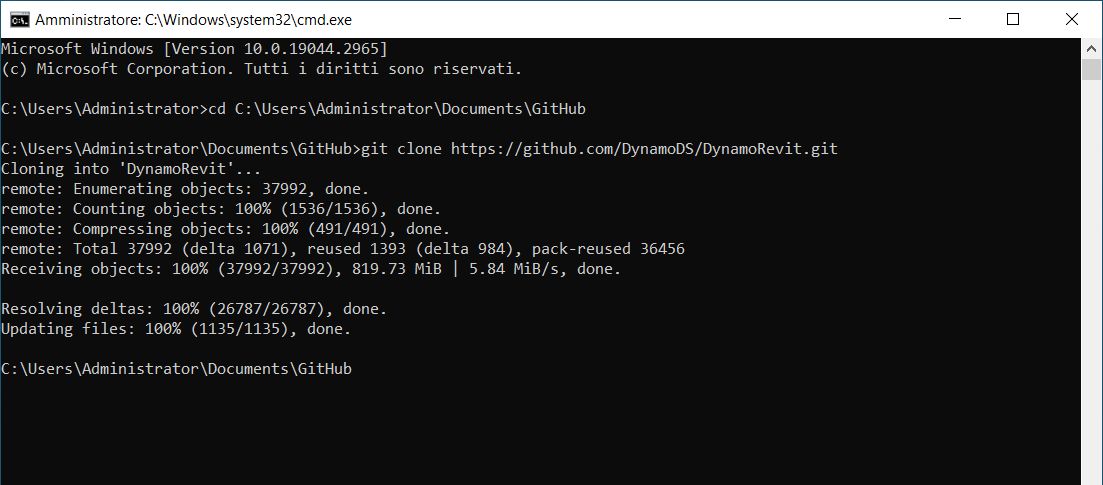 Amministratore: C:\Windows\system32\cmd.exe
Microsoft Windows [Version 10.0.19044.2965]
(c) Microsoft Corporation. Tutti i diritti sono riservati.
C:\Users\Administrator>cd C:\Users\Administrator\Documents\GitHub
C:\Users\Administrator\Documents\GitHub>git clone https://github.com/DynamoDS/DynamoRevit.git
Cloning into 'DynamoRevit'...
remote: Enumerating objects: 37992, done.
remote: Counting objects: 100% (1536/1536), done.
remote: Compressing objects: 100% (491/491), done.
remote: Total 37992 (delta 1071), reused 1393 (delta 984), pack-reused 36456
Receiving objects: 100% (37992/37992), 819.73 MiB | 5.84 MiB/s, done.
Resolving deltas: 100% (26787/26787), done.
Updating files: 100% (1135/1135), done.
C:\Users\Administrator\Documents\GitHub